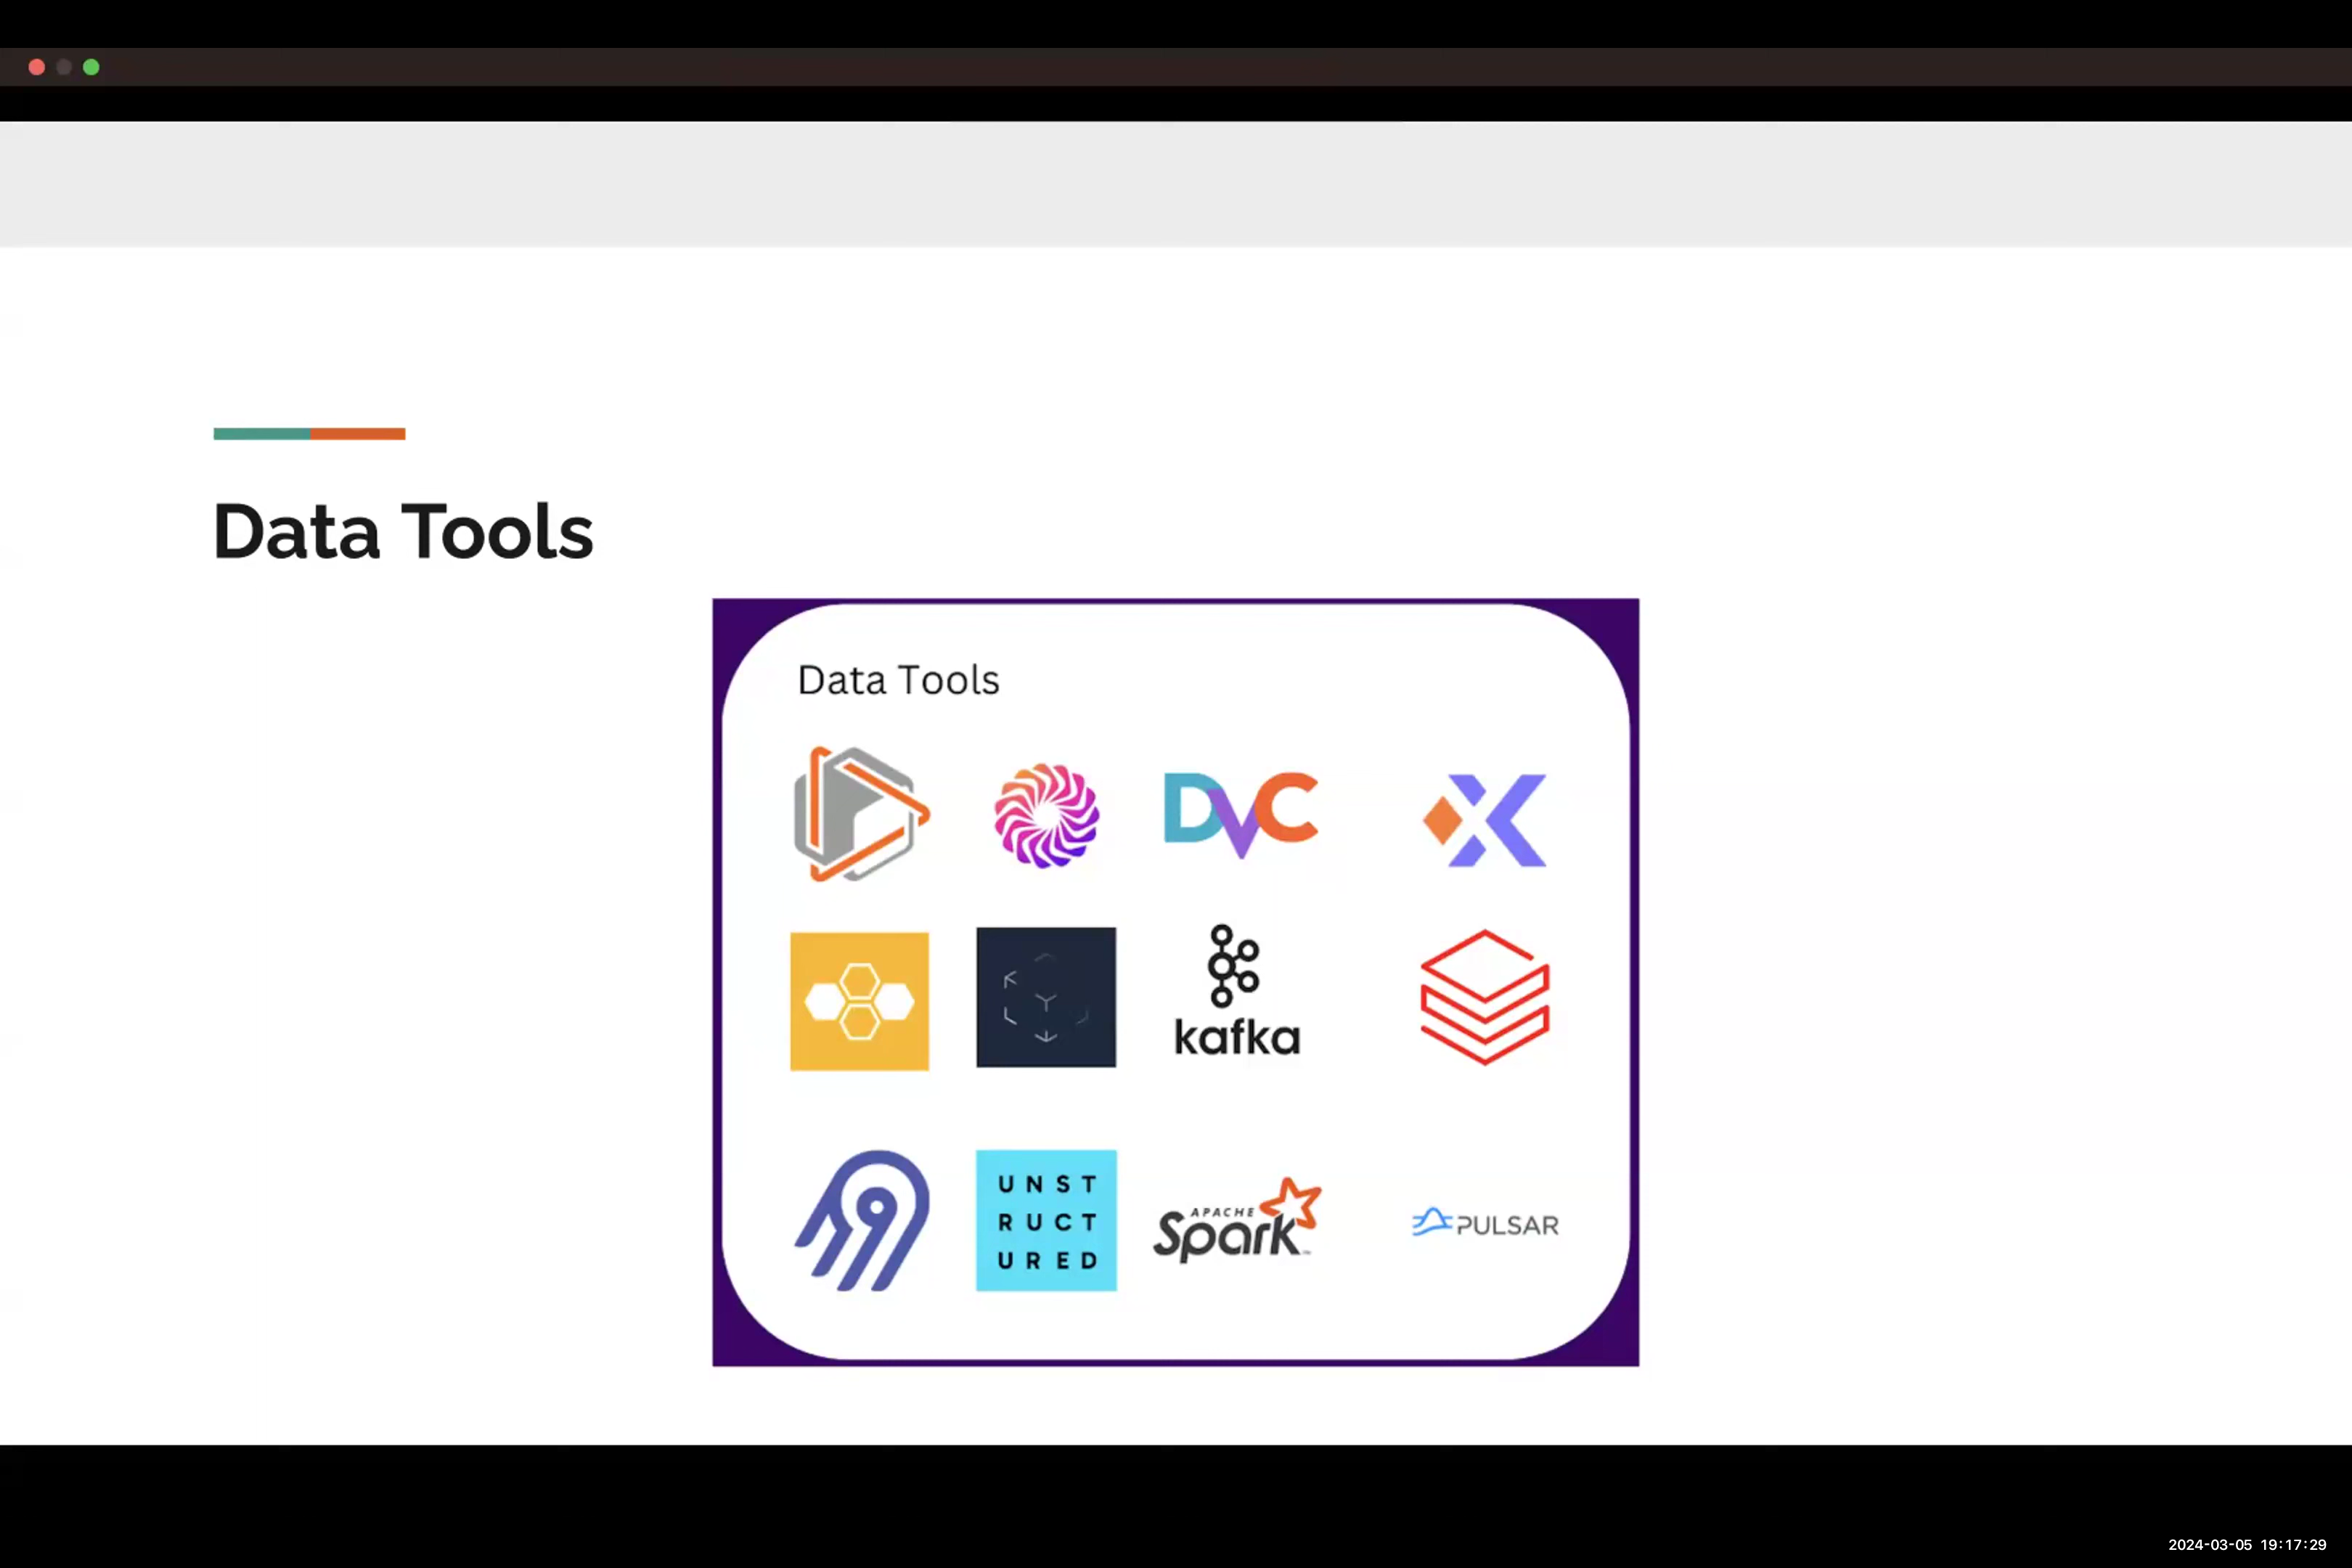 Data Tools
Data Tools
DVC
kafka
UNST
RUCT
URED
APACHE
Spark
PULSAR
2024-03-05 19:17:29